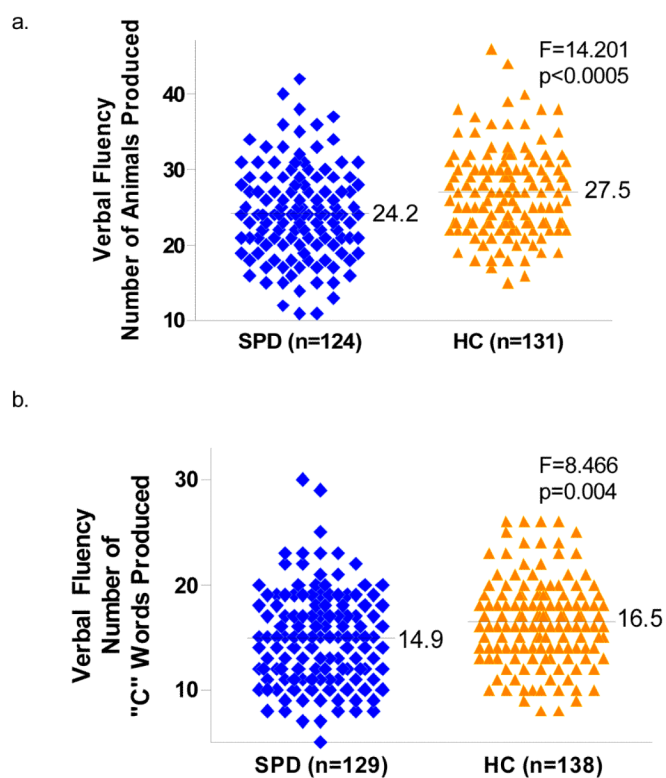 a.
Verbal Fluency
Number of Animals Produced
40
30
20
10
F=14.201
p<0.0005
24.2
27.5
SPD (n=124)
HC (n=131)
b.
Verbal Fluency
Number of
"C" Words Produced
30
20
10
F=8.466
p=0.004
14.9
16.5
SPD (n=129)
HC (n=138)